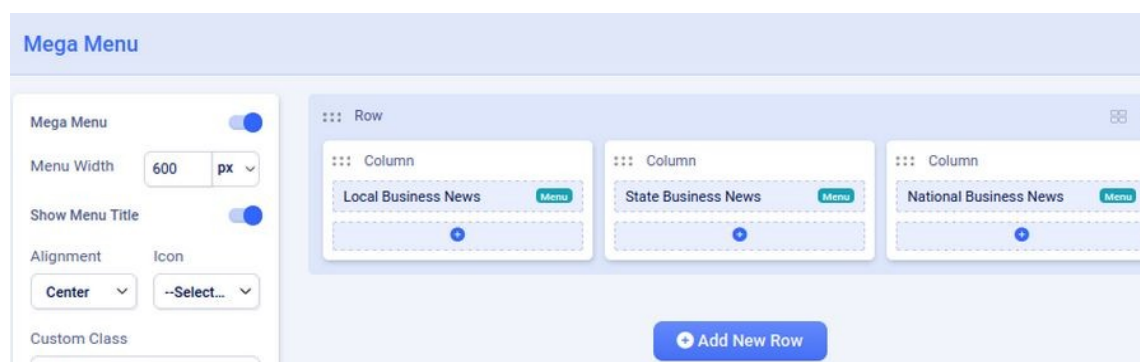 Mega Menu
Mega Menu
Menu Width 600 px
Show Menu Title
Alignment Icon
Center --Select...
Custom Class
Row
Column Column Column
Local Business News Menu State Business News Menu National Business News Menu
Add New Row